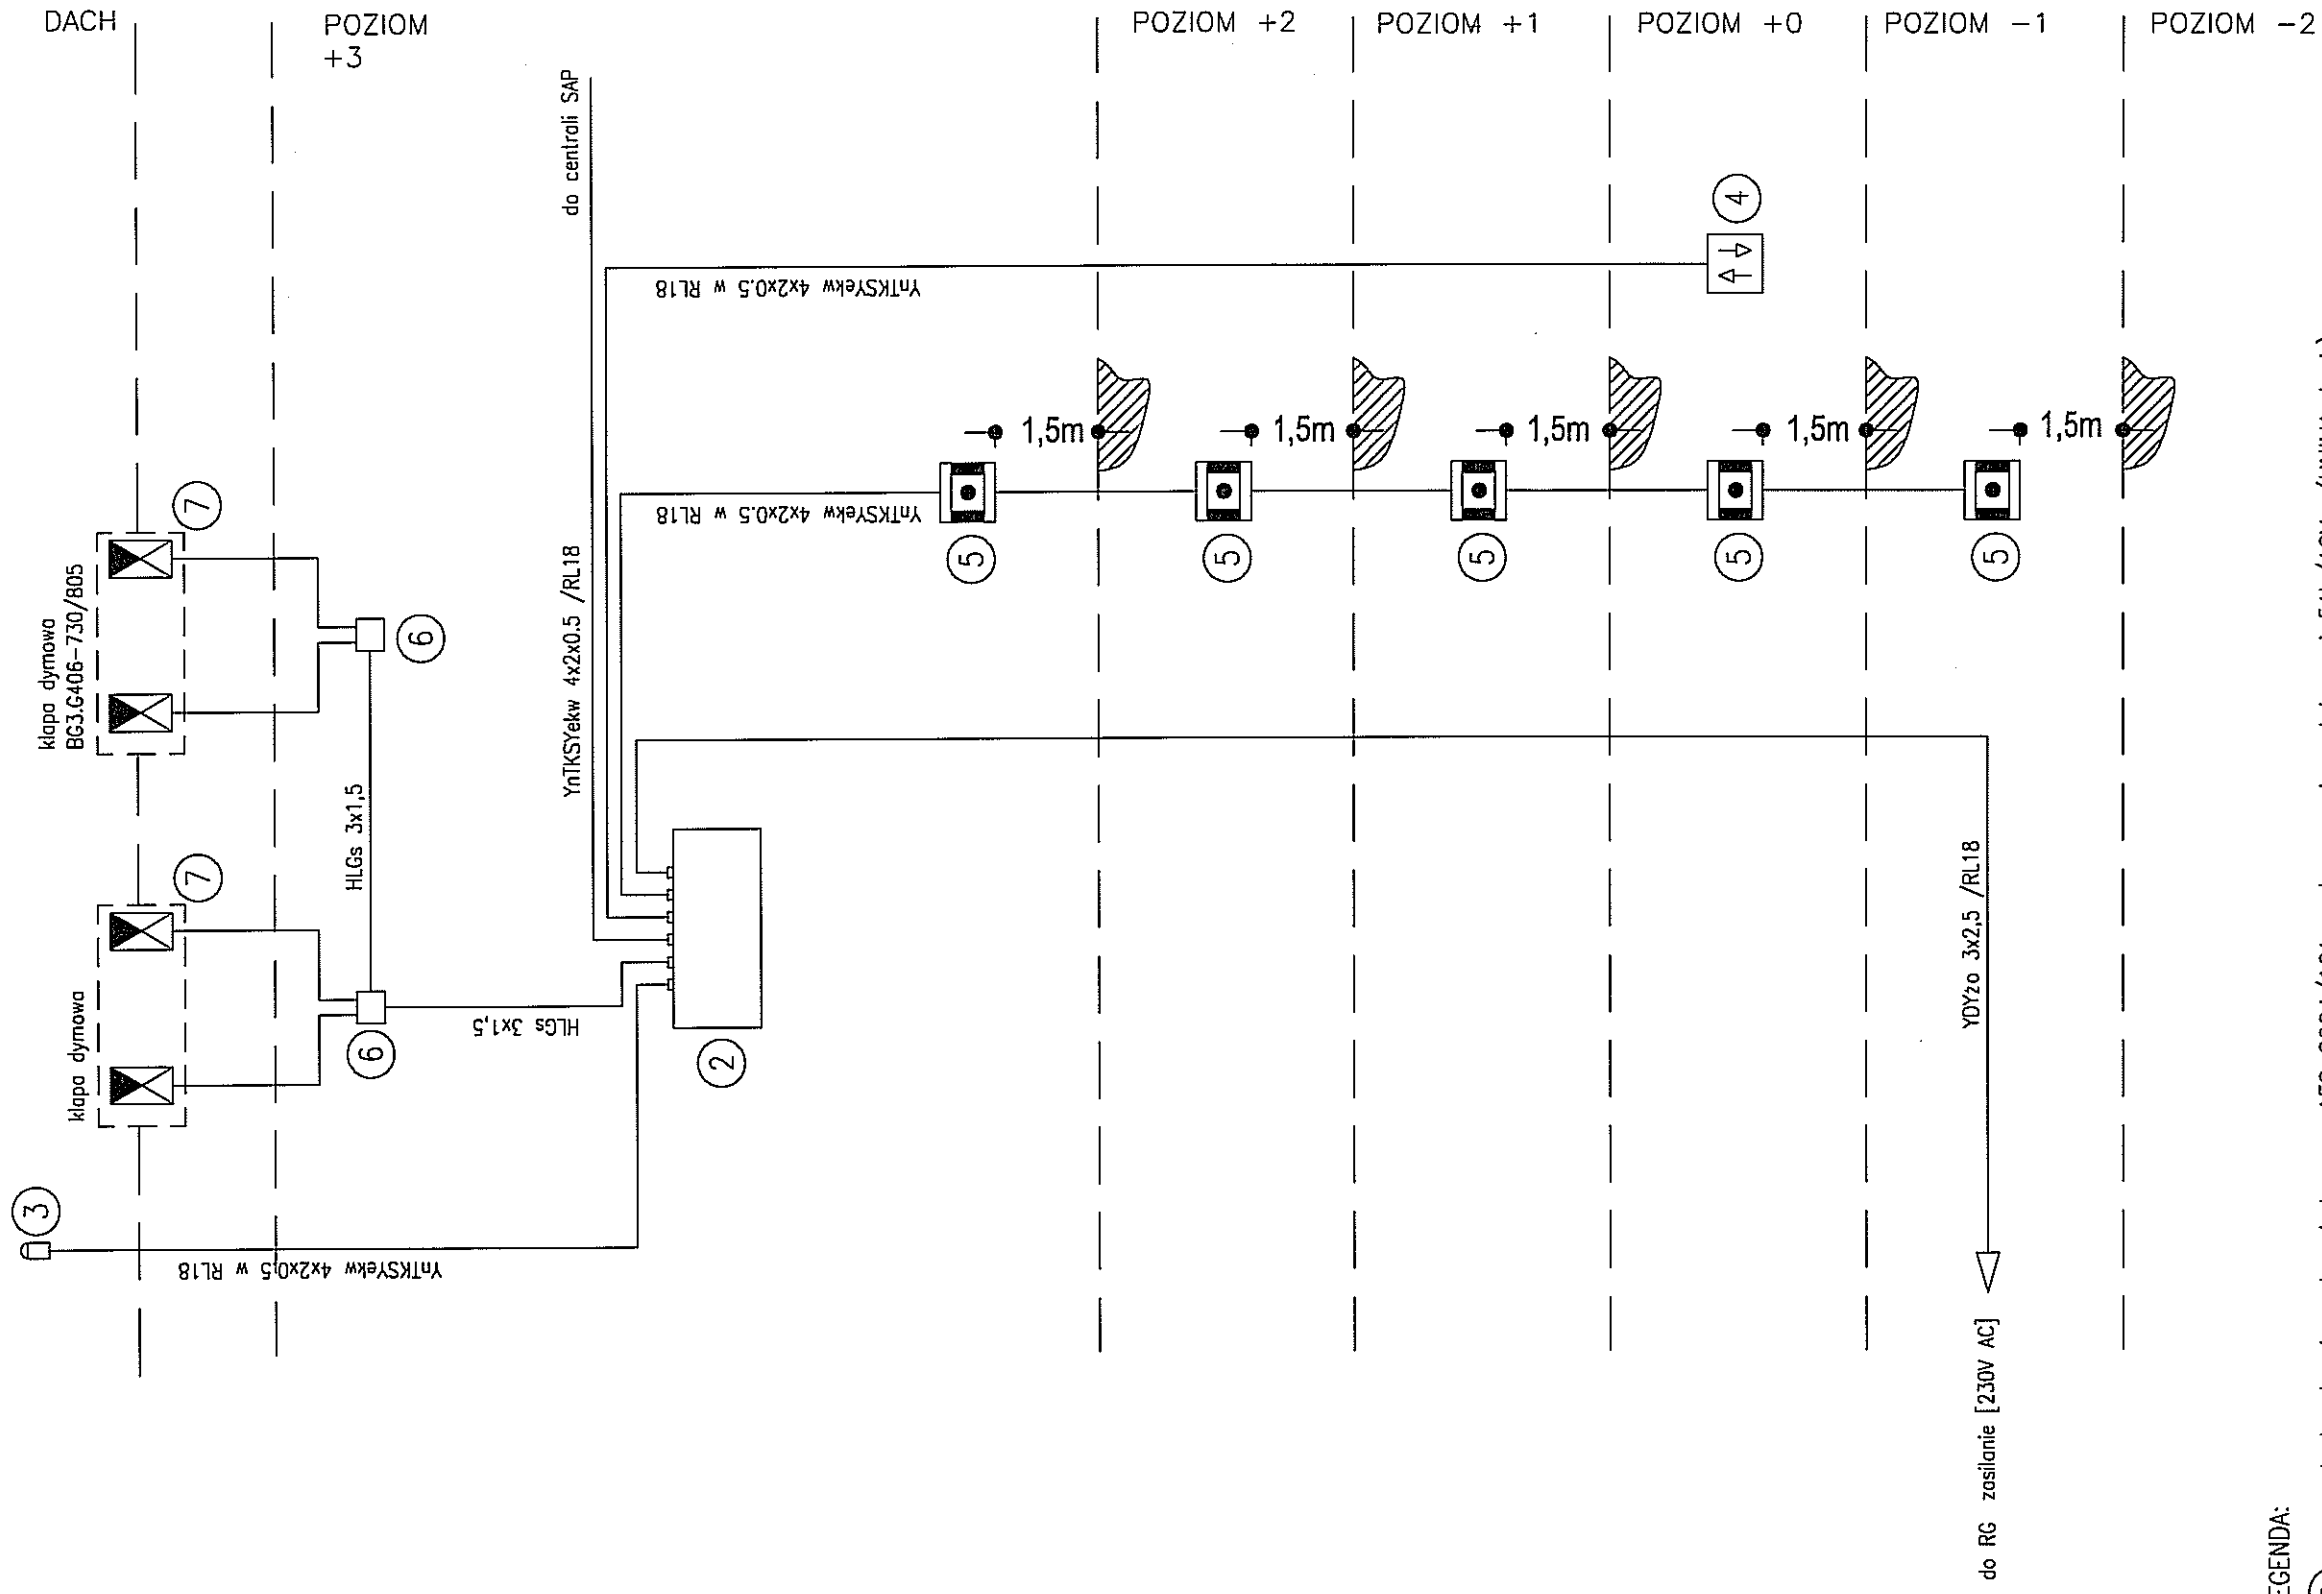 DACH
POZIOM
+3
POZIOM +2
POZIOM +1
POZIOM +0
POZIOM -1
POZIOM -2
do centrali SAP
YnTKSYekw 4x2x0.5 /RL18
YnTKSYekw 4x2x0.5 w RL18
4
YnTKSYekw 4x2x0.5 w RL18
1,5m
1,5m
1,5m
1,5m
1,5m
5
5
5
5
5
klapa dymowa
BG3.G406-730/B05
7
6
HLGs 3x1,5
klapa dymowa
7
6
HLGs 3x1,5
2
3
YnTKSYekw 4x2x0.5 w RL18
YDYżo 3x2,5 /RL18
do RG zasilanie [230V AC]
EGENDA: